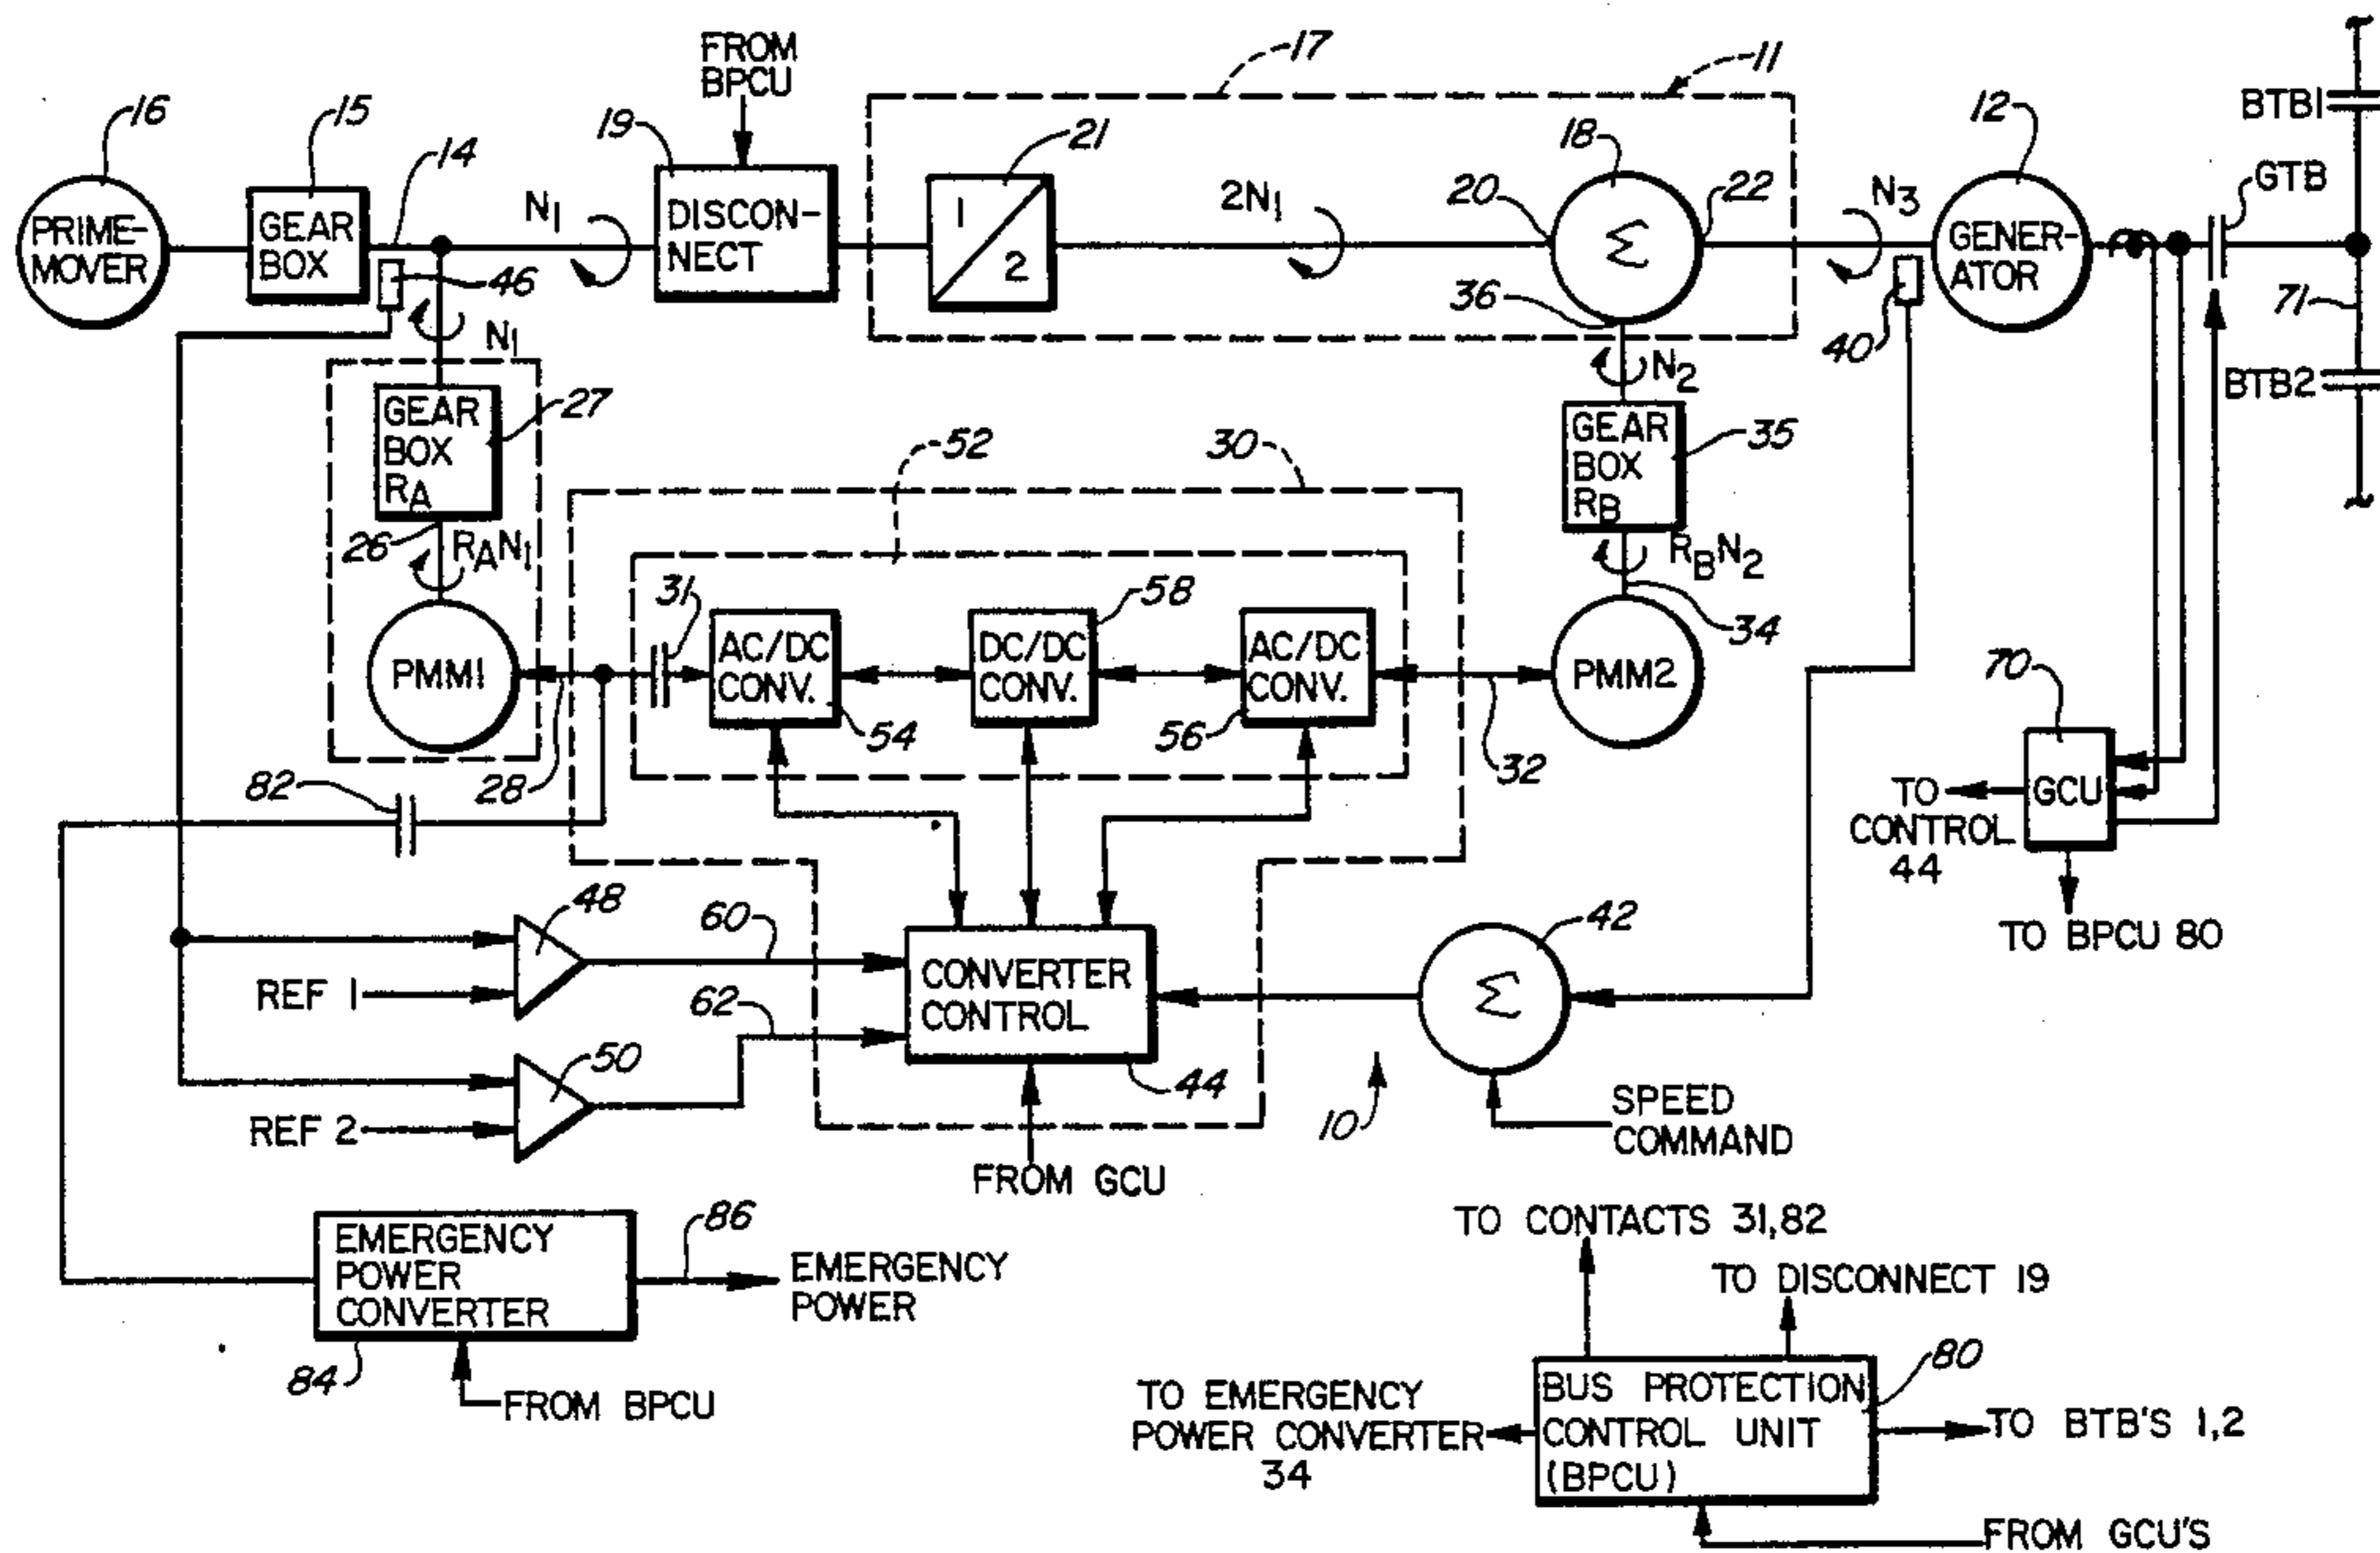 FROM
BPCU
17
11
16
15
14
19
21
18
12
BTB1
GTB
PRIME-
MOVER
GEAR
BOX
N1
DISCON-
NECT
1
2
2N1
20
Σ
22
N3
GENER-
ATOR
46
N1
36
N2
40
71
BTB2
GEAR
BOX
RA
27
52
30
GEAR
BOX
RB
35
26
RAN1
RBN2
31
58
34
PMM1
AC/DC
CONV.
DC/DC
CONV.
AC/DC
CONV.
PMM2
54
56
70
28
32
82
TO
CONTROL
44
GCU
TO BPCU 80
48
60
42
REF 1
CONVERTER
CONTROL
Σ
62
50
44
REF 2
10
SPEED
COMMAND
FROM GCU
86
EMERGENCY
POWER
CONVERTER
EMERGENCY
POWER
84
FROM BPCU
TO CONTACTS 31,82
TO DISCONNECT 19
80
TO EMERGENCY
POWER CONVERTER
34
BUS PROTECTION
CONTROL UNIT
(BPCU)
TO BTB'S 1,2
FROM GCU'S